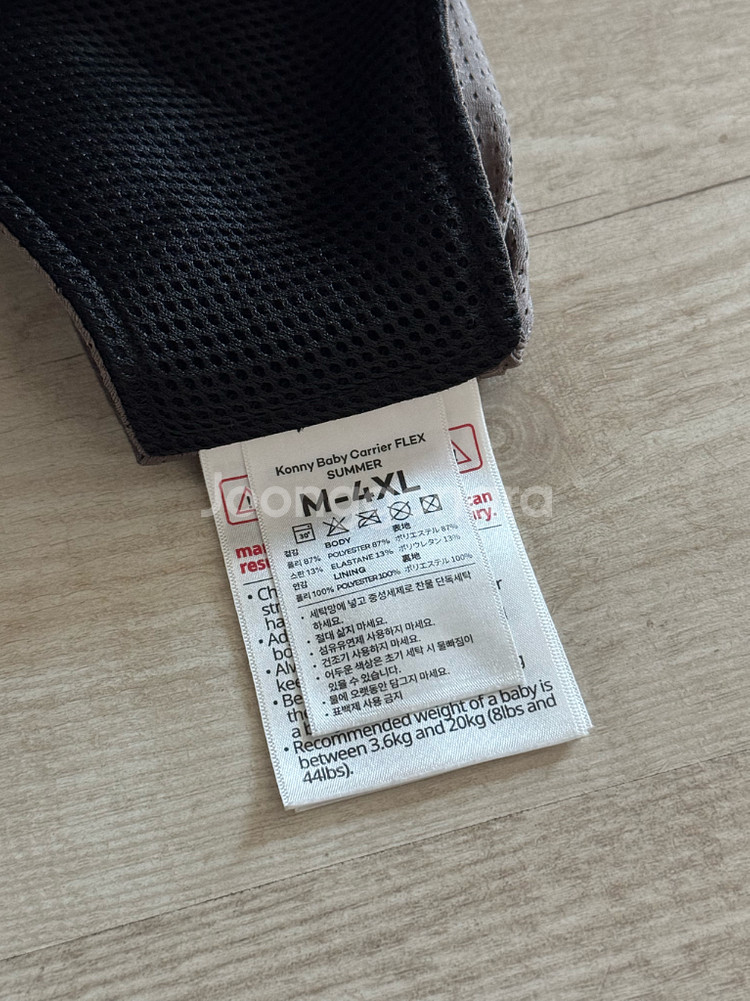 Konny Baby Carrier FLEX
SUMMER
M-4XL
Joonggonara
30°
겉감 BODY 表地
폴리 87% POLYESTER 87% ポリエステル 87%
스판 13% ELASTANE 13% ポリウレタン 13%
안감 LINING 裏地
폴리 100% POLYESTER 100% ポリエステル 100%
• 세탁망에 넣고 중성세제로 찬물 단독세탁
하세요.
• 절대 삶지 마세요.
• 섬유유연제 사용하지 마세요.
• 건조기 사용하지 마세요.
• 어두운 색상은 초기 세탁 시 물빠짐이
있을 수 있습니다.
• 물에 오랫동안 담그지 마세요.
• 표백제 사용 금지
can
• Recommended weight of a baby is
between 3.6kg and 20kg (8lbs and
44lbs).